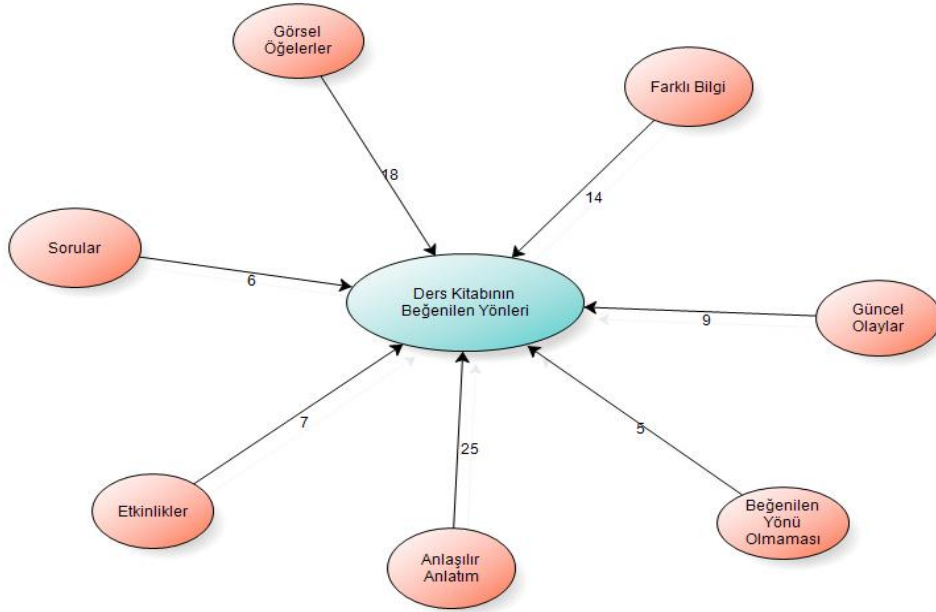 Görsel
Öğelerler
Farklı Bilgi
18
14
Sorular
6
Ders Kitabının
Beğenilen Yönleri
Güncel
Olaylar
9
7
25
5
Etkinlikler
Anlaşılır
Anlatım
Beğenilen
Yönü
Olmaması